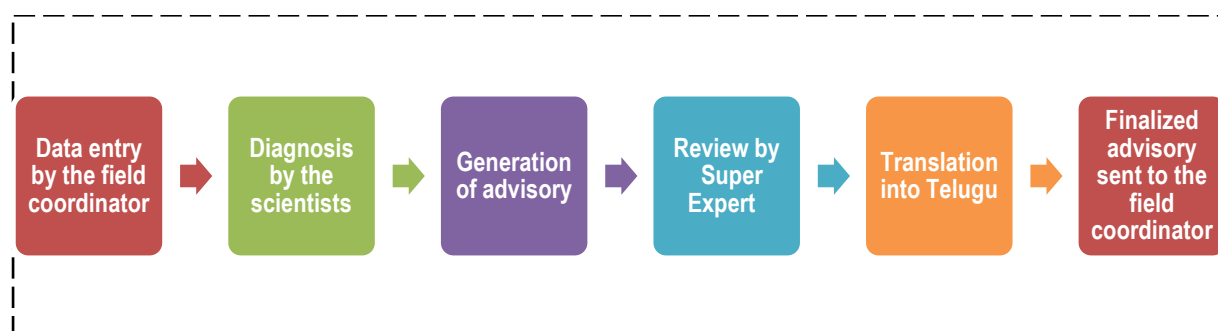 Data entry
by the field
coordinator
Diagnosis
by the
scientists
Generation
of advisory
Review by
Super
Expert
Translation
into Telugu
Finalized
advisory
sent to the
field
coordinator